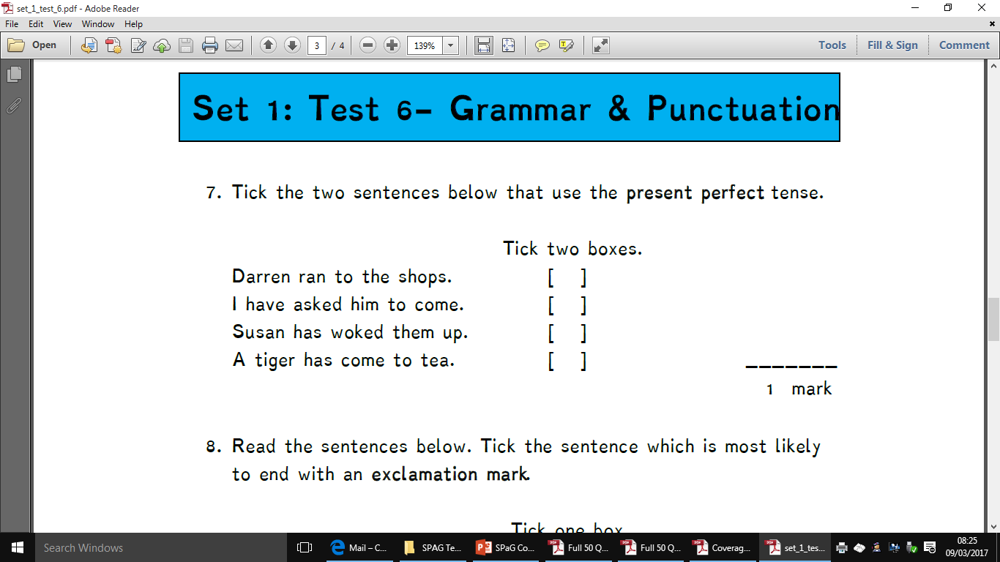 set_1_test_6.pdf - Adobe Reader
File Edit View Window Help
Open 3 / 4 139% Tools Fill & Sign Comment
Set 1: Test 6- Grammar & Punctuation
7. Tick the two sentences below that use the present perfect tense.
Tick two boxes.
Darren ran to the shops. [ ]
I have asked him to come. [ ]
Susan has woked them up. [ ]
A tiger has come to tea. [ ] _______
1 mark
8. Read the sentences below. Tick the sentence which is most likely
to end with an exclamation mark.
Tick one box
Search Windows Mail – C... SPAG Te... SPaG Co... Full 50 Q... Full 50 Q... Coverag... set_1_tes... 08:25
09/03/2017